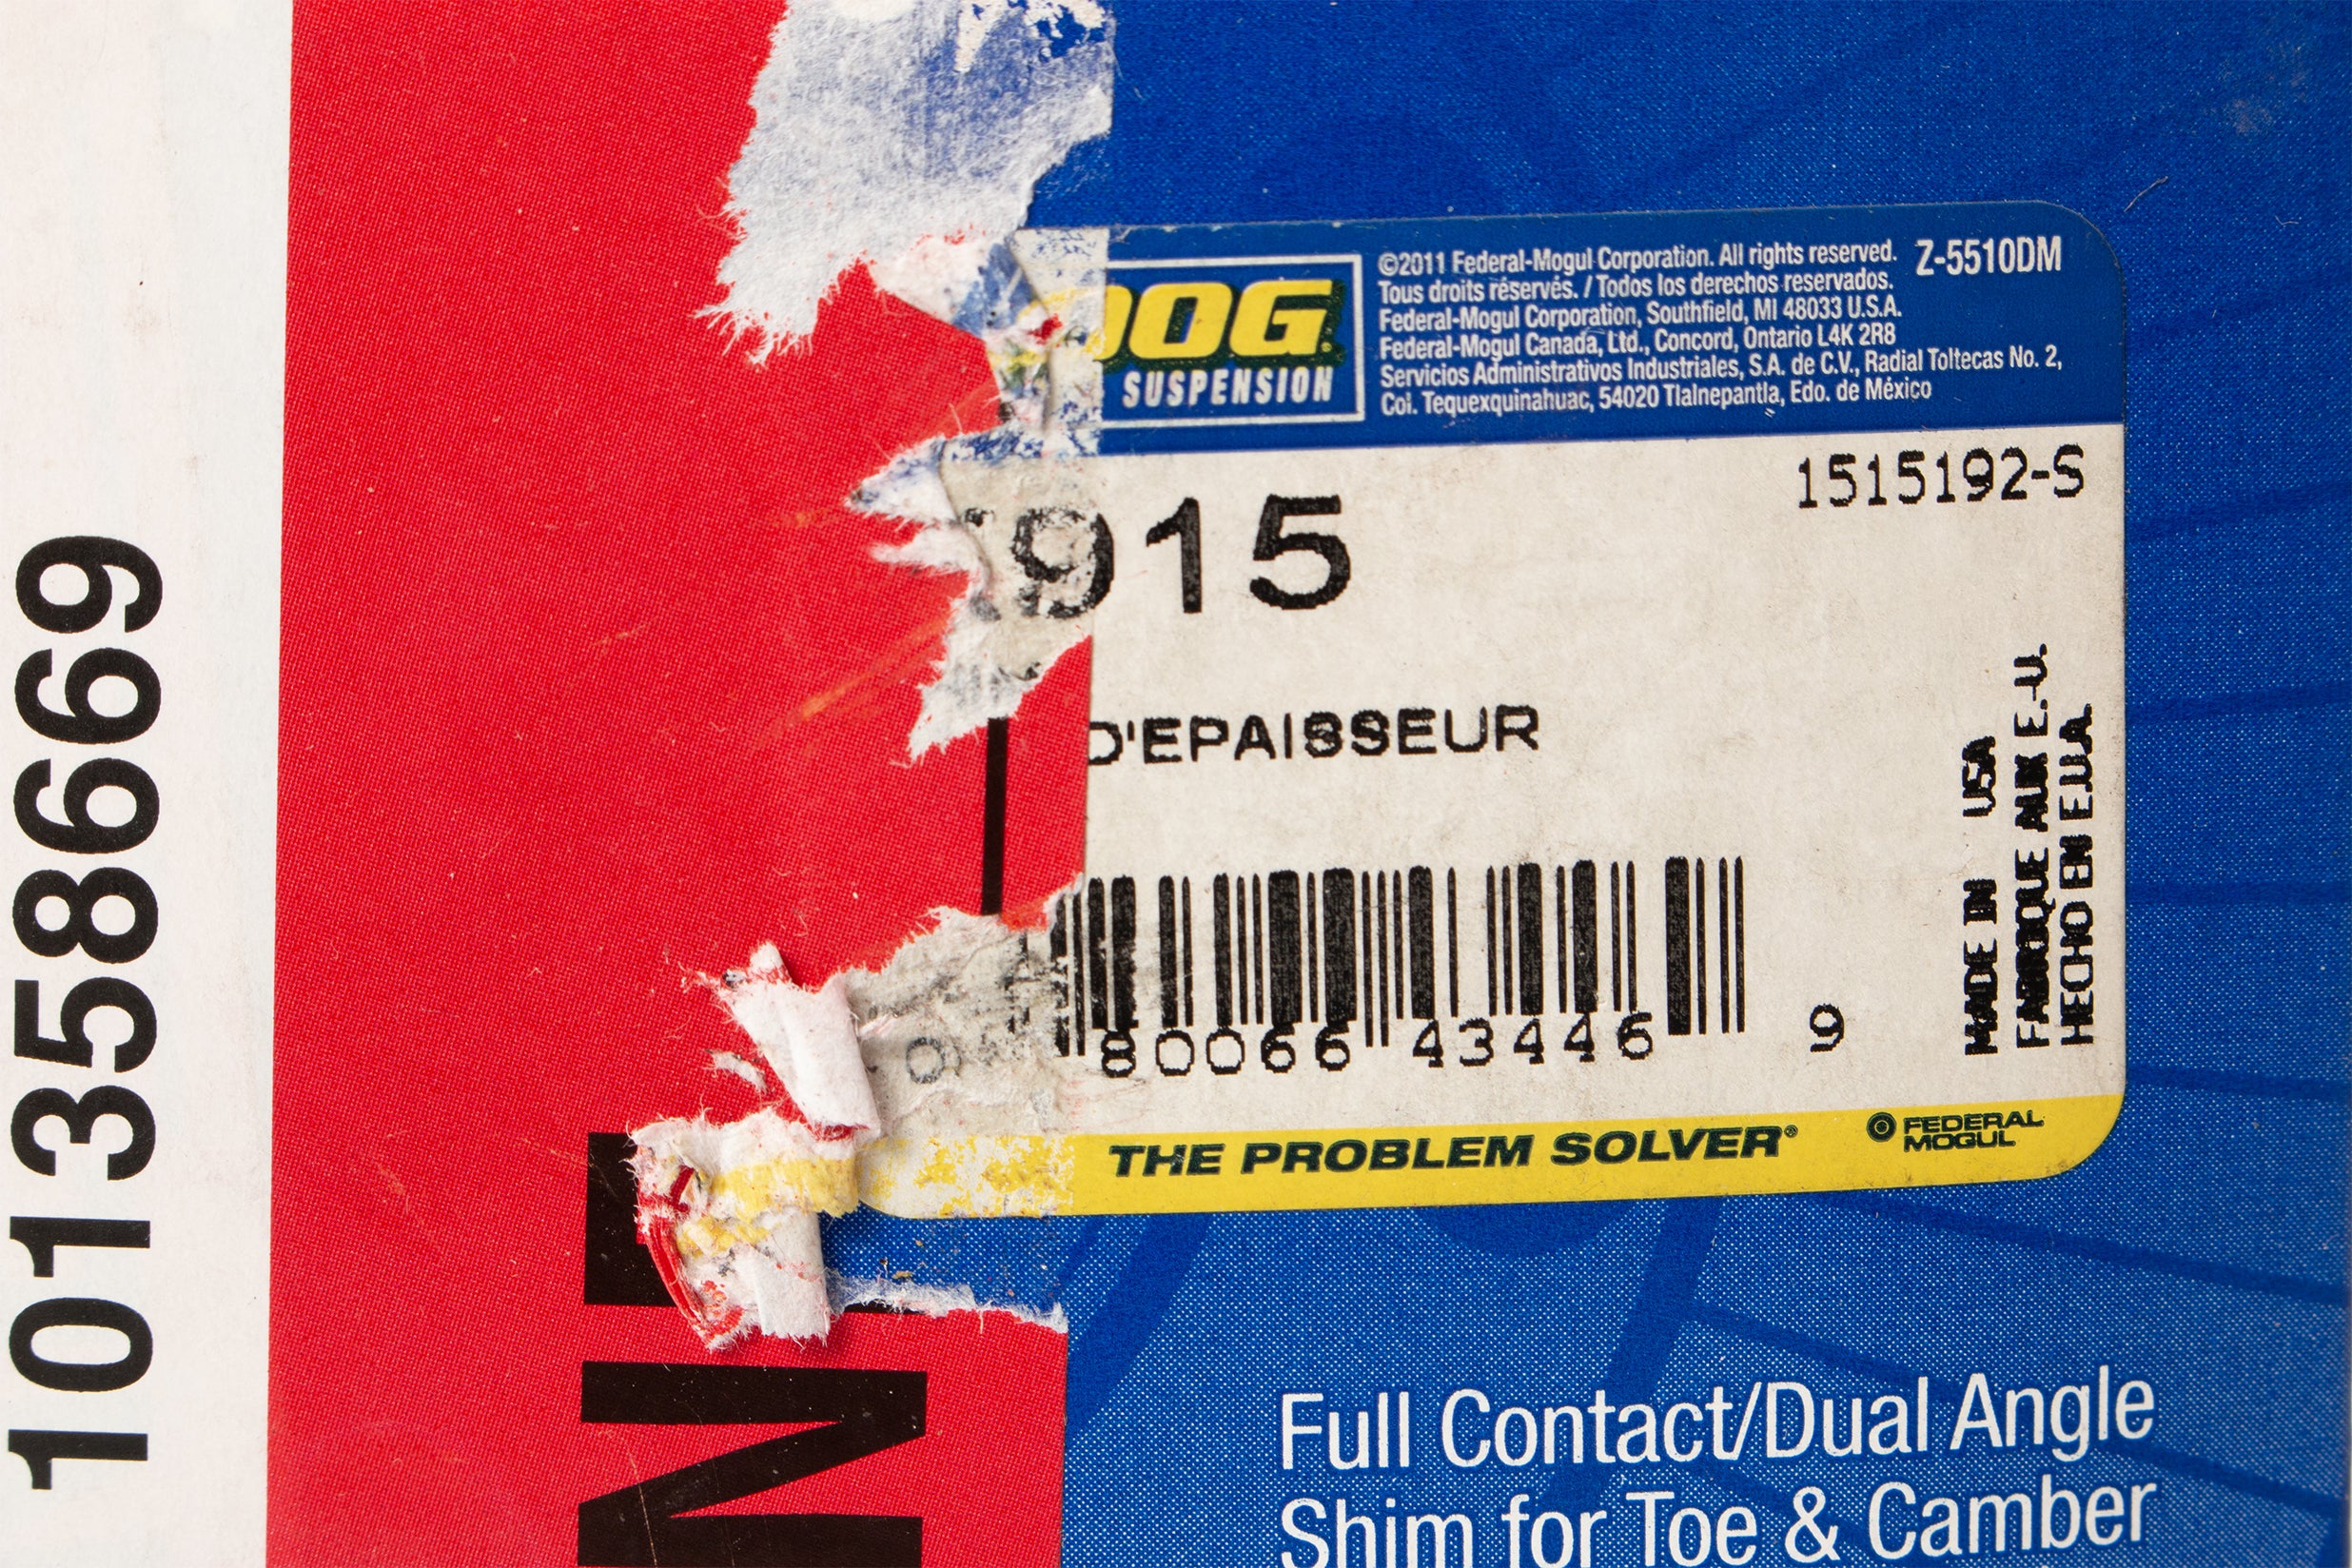 101358669
OG
SUSPENSION
©2011 Federal-Mogul Corporation. All rights reserved. Z-5510DM
Tous droits réservés. / Todos los derechos reservados.
Federal-Mogul Corporation, Southfield, MI 48033 U.S.A.
Federal-Mogul Canada, Ltd., Concord, Ontario L4K 2R8
Servicios Administrativos Industriales, S.A. de C.V., Radial Toltecas No. 2,
Col. Tequexquinahuac, 54020 Tlalnepantla, Edo. de México
1515192-S
915
D'EPAISSEUR
MADE IN USA
FABRIQUE AUX E.-U.
HECHO EN E.U.A.
0 80066 43446 9
THE PROBLEM SOLVER®
FEDERAL
MOGUL
Full Contact/Dual Angle
Shim for Toe & Camber